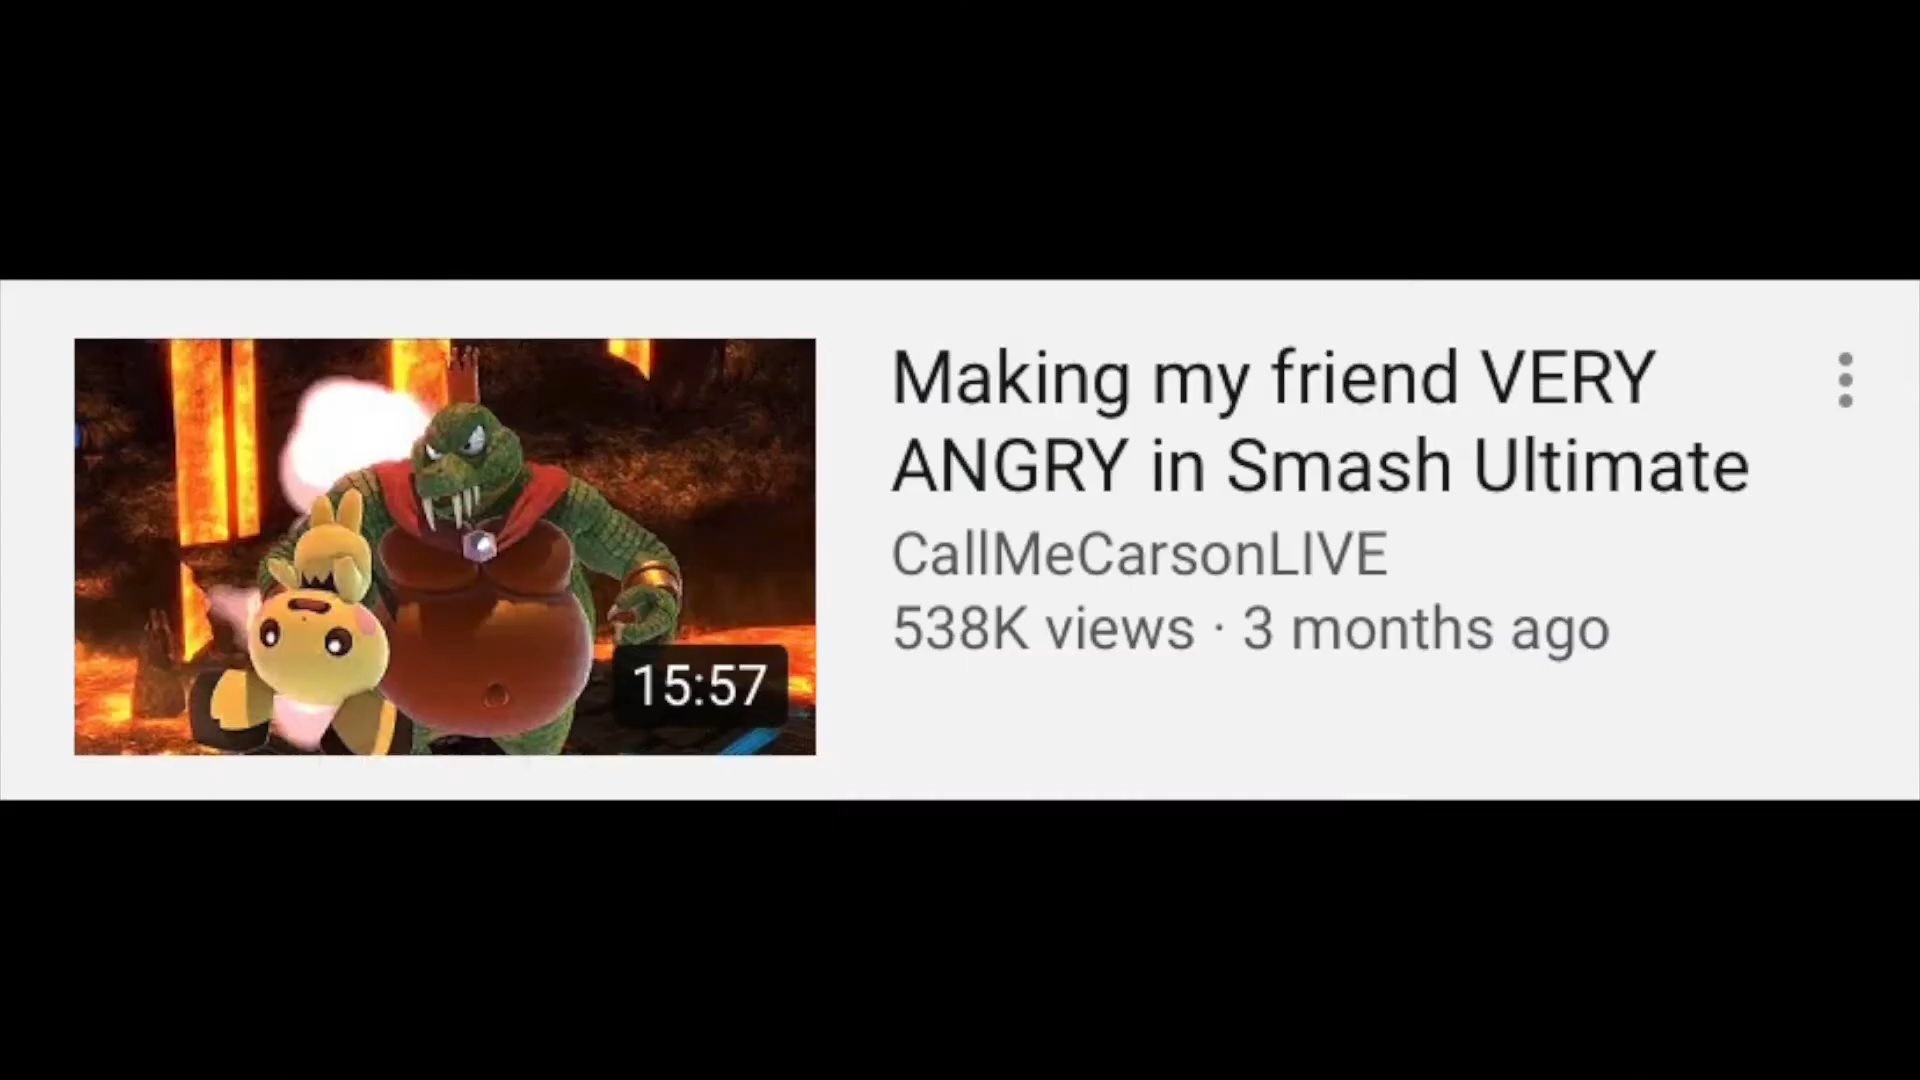 15:57
Making my friend VERY
ANGRY in Smash Ultimate
CallMeCarsonLIVE
538K views · 3 months ago